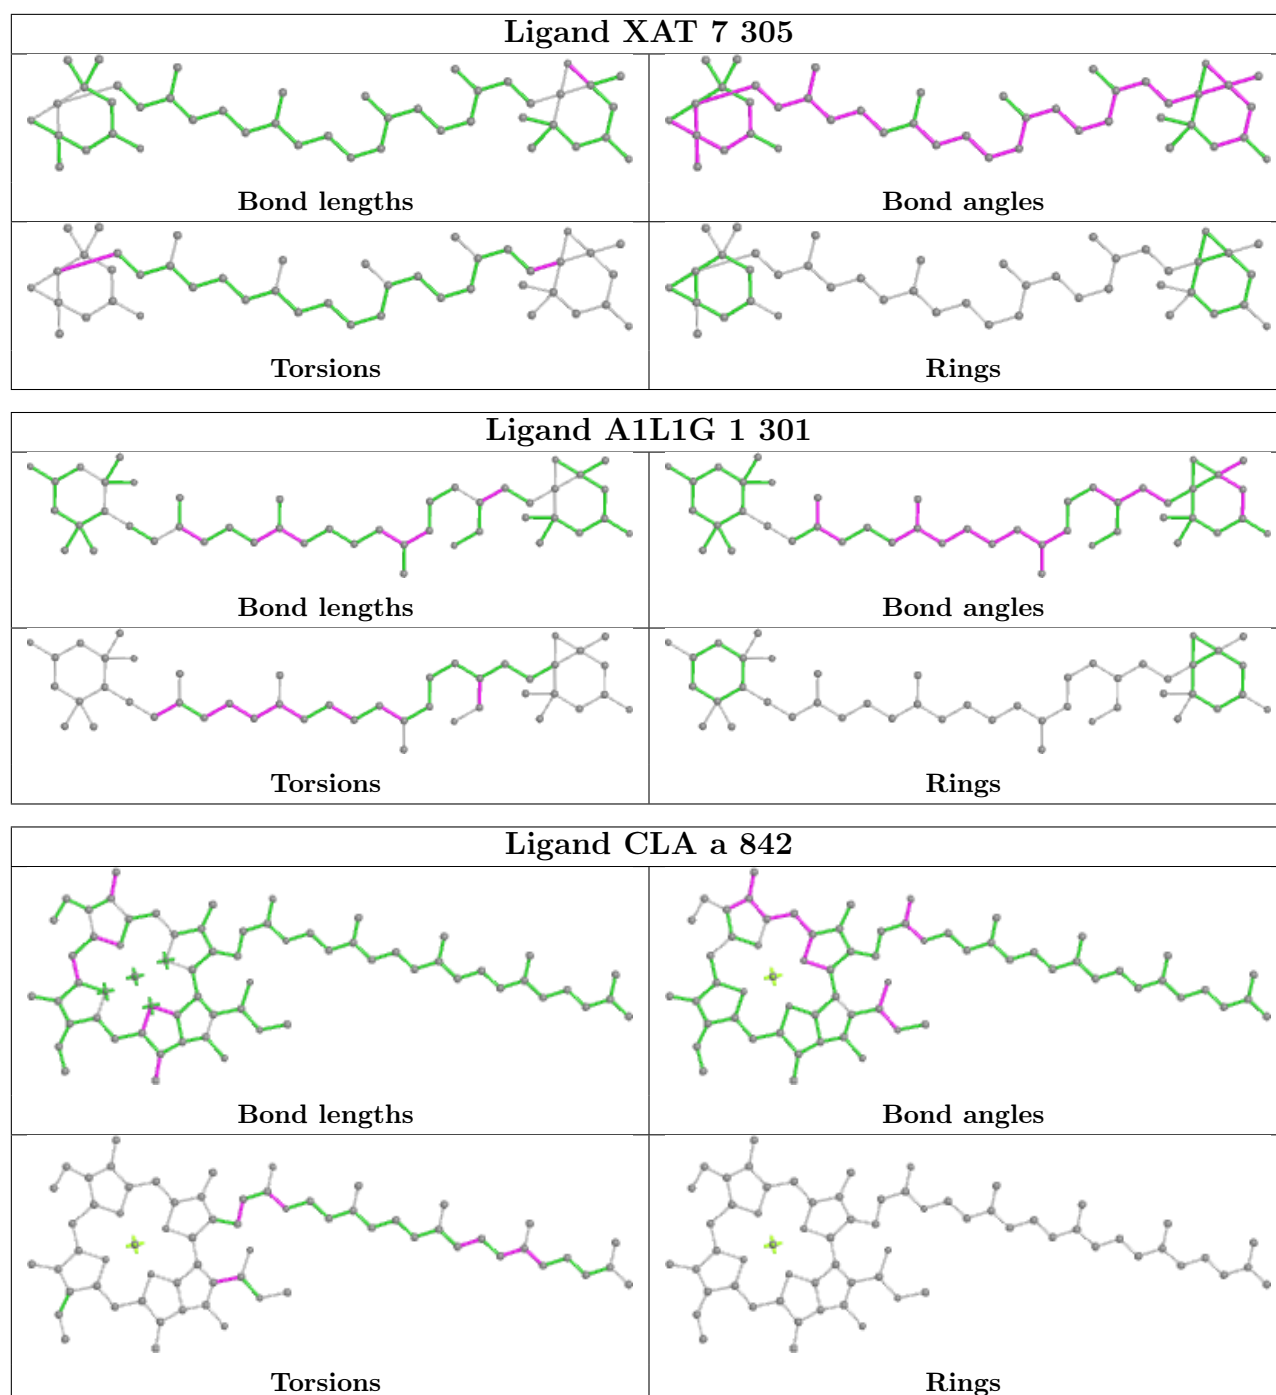 Ligand XAT 7 305
Bond lengths
Bond angles
Torsions
Rings
Ligand A1L1G 1 301
Bond lengths
Bond angles
Torsions
Rings
Ligand CLA a 842
Bond lengths
Bond angles
Torsions
Rings